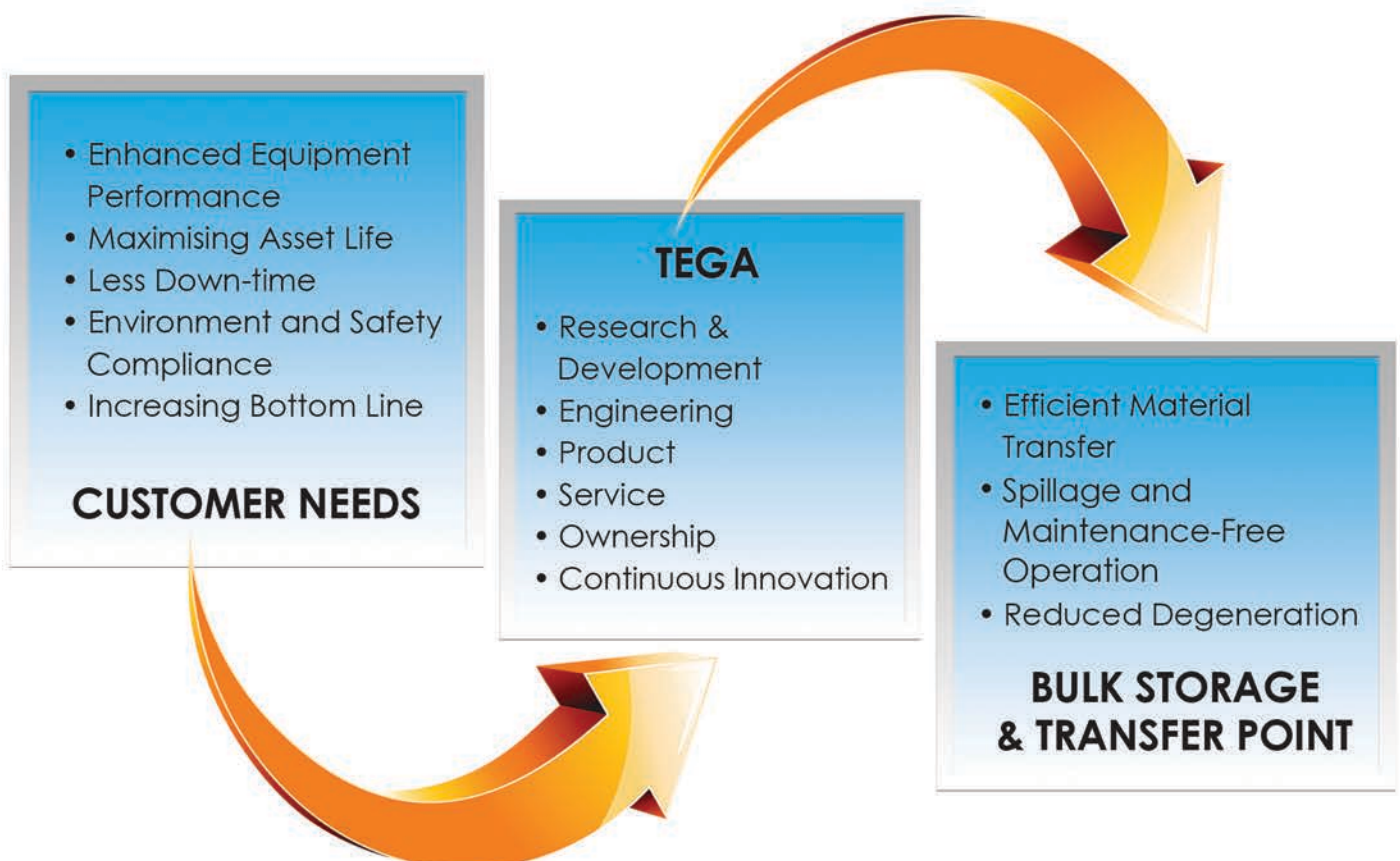 • Enhanced Equipment
Performance
• Maximising Asset Life
• Less Down-time
• Environment and Safety
Compliance
• Increasing Bottom Line
CUSTOMER NEEDS
TEGA
• Research &
Development
• Engineering
• Product
• Service
• Ownership
• Continuous Innovation
• Efficient Material
Transfer
• Spillage and
Maintenance-Free
Operation
• Reduced Degeneration
BULK STORAGE
& TRANSFER POINT